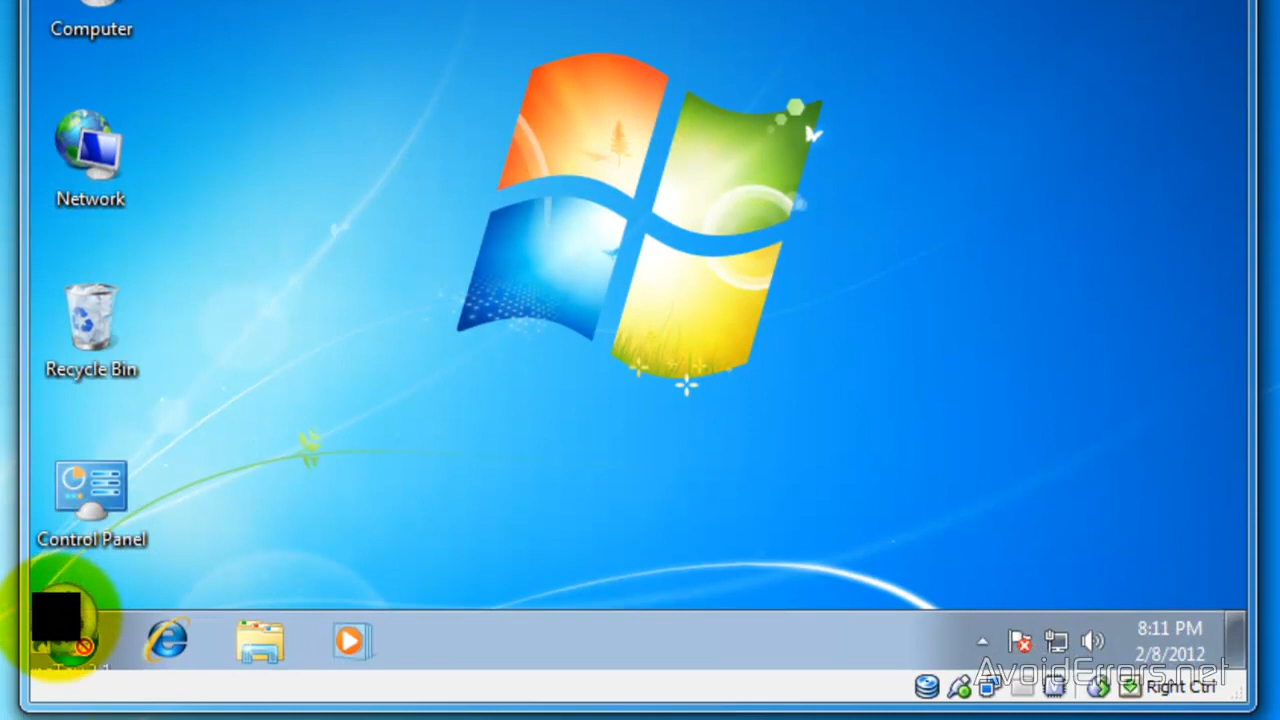 Computer
Network
Recycle Bin
Control Panel
8:11 PM
2/8/2012
AvoidErrors.net
Right Ctrl